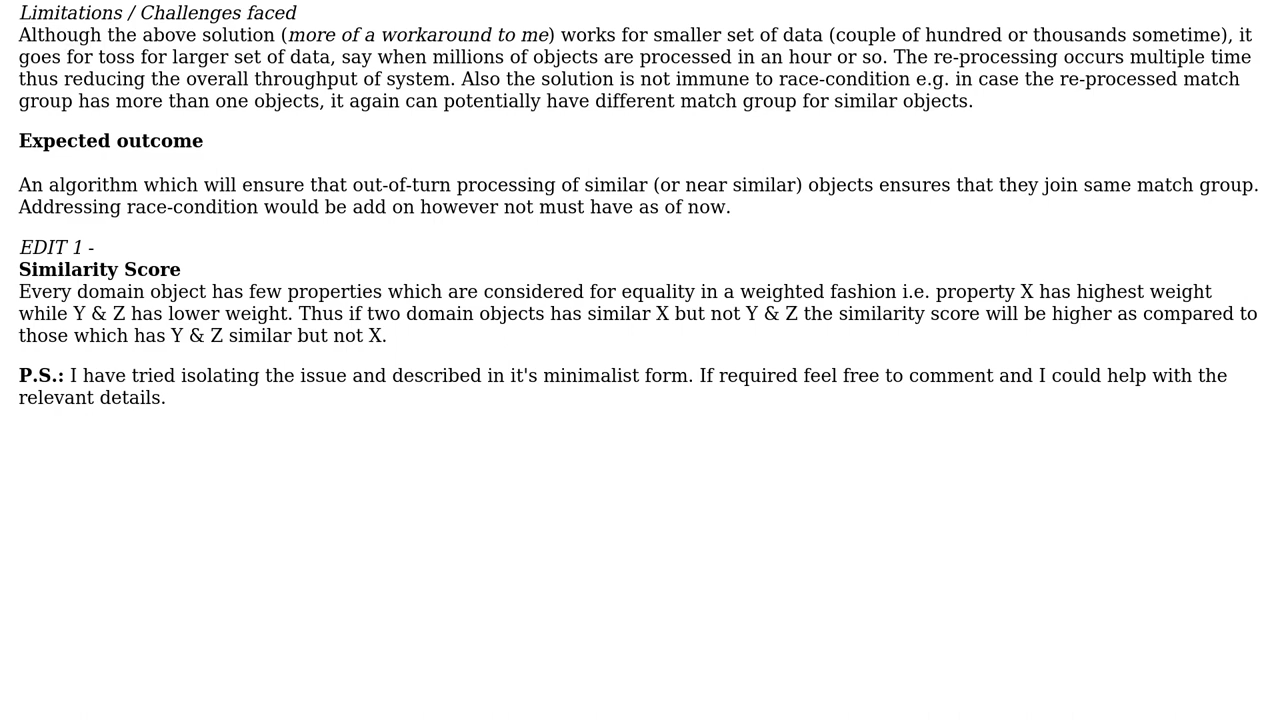 Limitations / Challenges faced
Although the above solution (more of a workaround to me) works for smaller set of data (couple of hundred or thousands sometime), it
goes for toss for larger set of data, say when millions of objects are processed in an hour or so. The re-processing occurs multiple time
thus reducing the overall throughput of system. Also the solution is not immune to race-condition e.g. in case the re-processed match
group has more than one objects, it again can potentially have different match group for similar objects.
Expected outcome
An algorithm which will ensure that out-of-turn processing of similar (or near similar) objects ensures that they join same match group.
Addressing race-condition would be add on however not must have as of now.
EDIT 1 -
Similarity Score
Every domain object has few properties which are considered for equality in a weighted fashion i.e. property X has highest weight
while Y & Z has lower weight. Thus if two domain objects has similar X but not Y & Z the similarity score will be higher as compared to
those which has Y & Z similar but not X.
P.S.: I have tried isolating the issue and described in it's minimalist form. If required feel free to comment and I could help with the
relevant details.